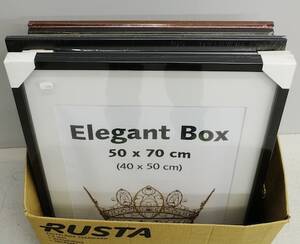 Elegant Box
50 x 70 cm
(40 x 50 cm)
RUSTA